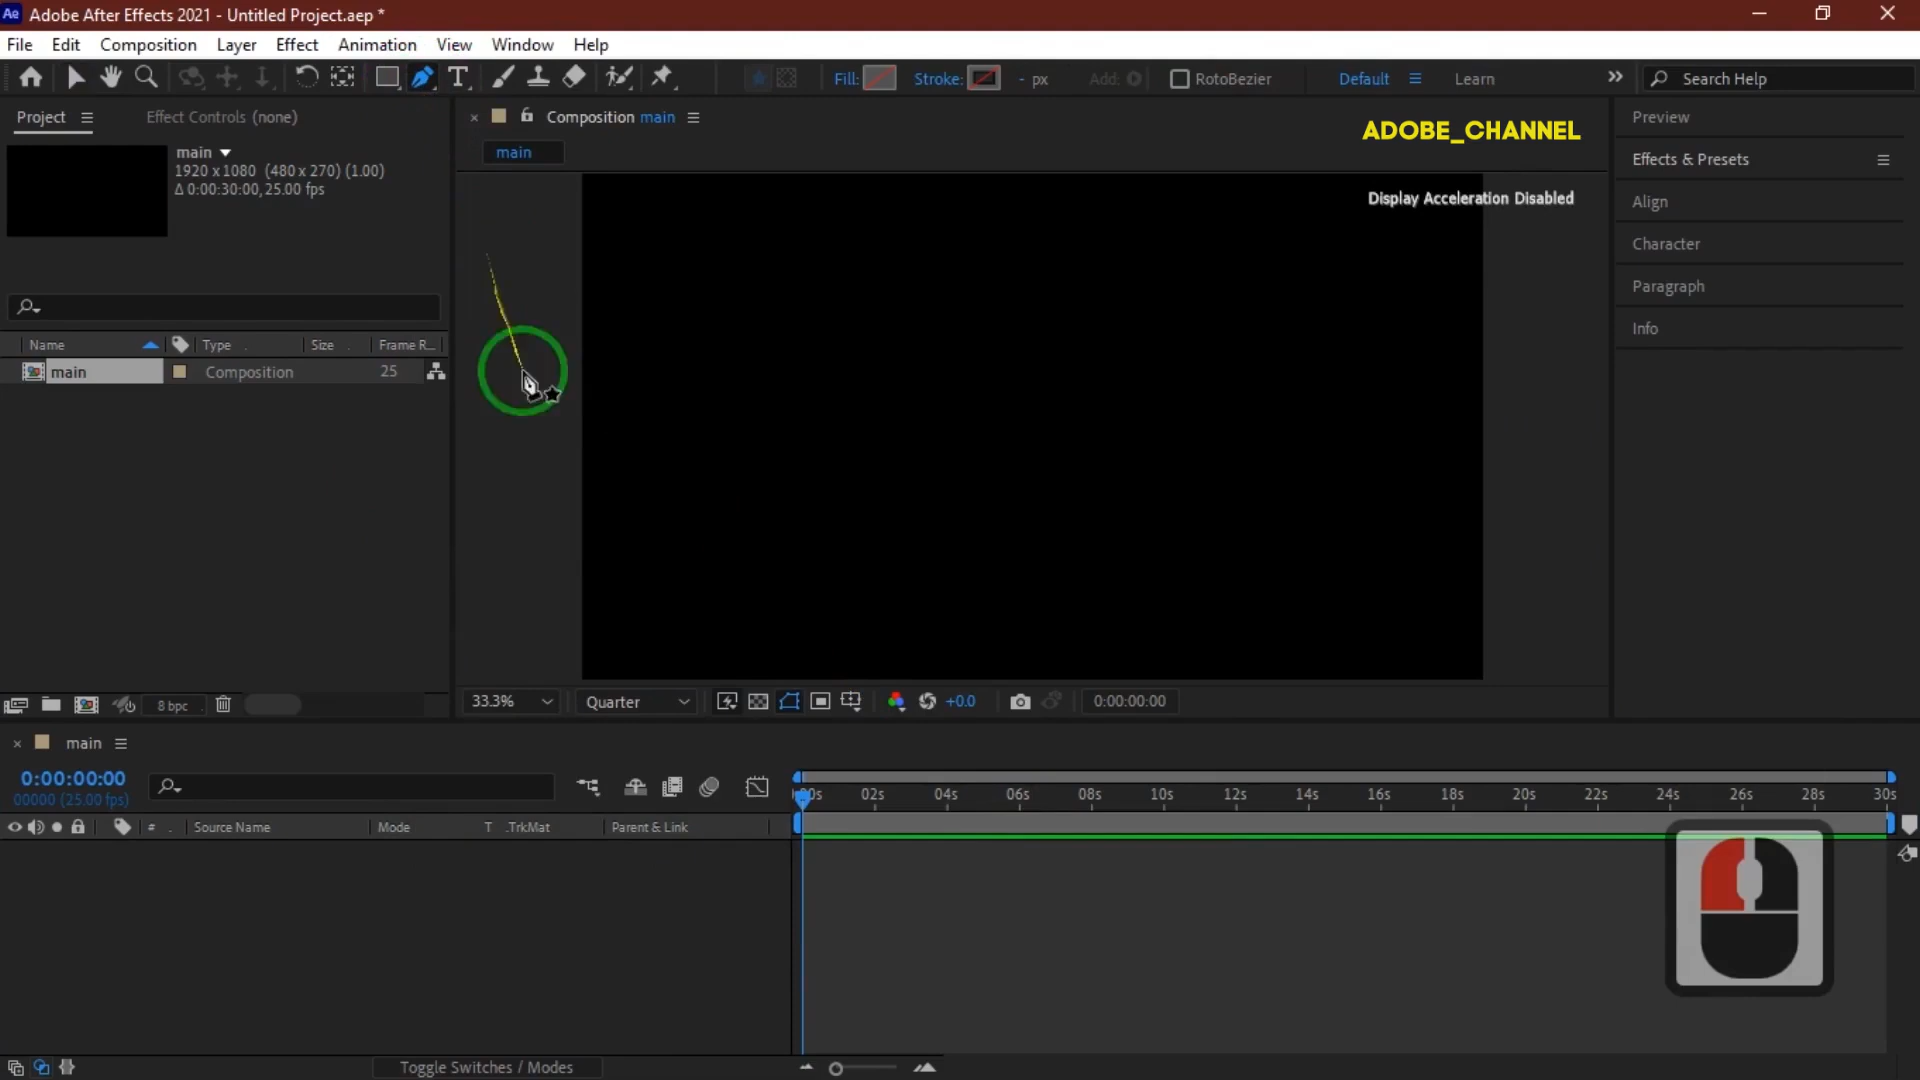 Ae Adobe After Effects 2021 - Untitled Project.aep *
File Edit Composition Layer Effect Animation View Window Help
T Fill: Stroke: - px Add: RotoBezier Default Learn Search Help
Project Effect Controls (none) Composition main Preview
ADOBE_CHANNEL
main main Effects & Presets
1920 x 1080 (480 x 270) (1.00)
Δ 0:00:30:00, 25.00 fps
Display Acceleration Disabled
Align
Character
Paragraph
Info
Name Type Size Frame R...
main Composition 25
8 bpc 33.3% Quarter +0.0 0:00:00:00
main
0:00:00:00
00000 (25.00 fps)
02s 04s 06s 08s 10s 12s 14s 16s 18s 20s 22s 24s 26s 28s 30s
# . Source Name Mode T .TrkMat Parent & Link
Toggle Switches / Modes